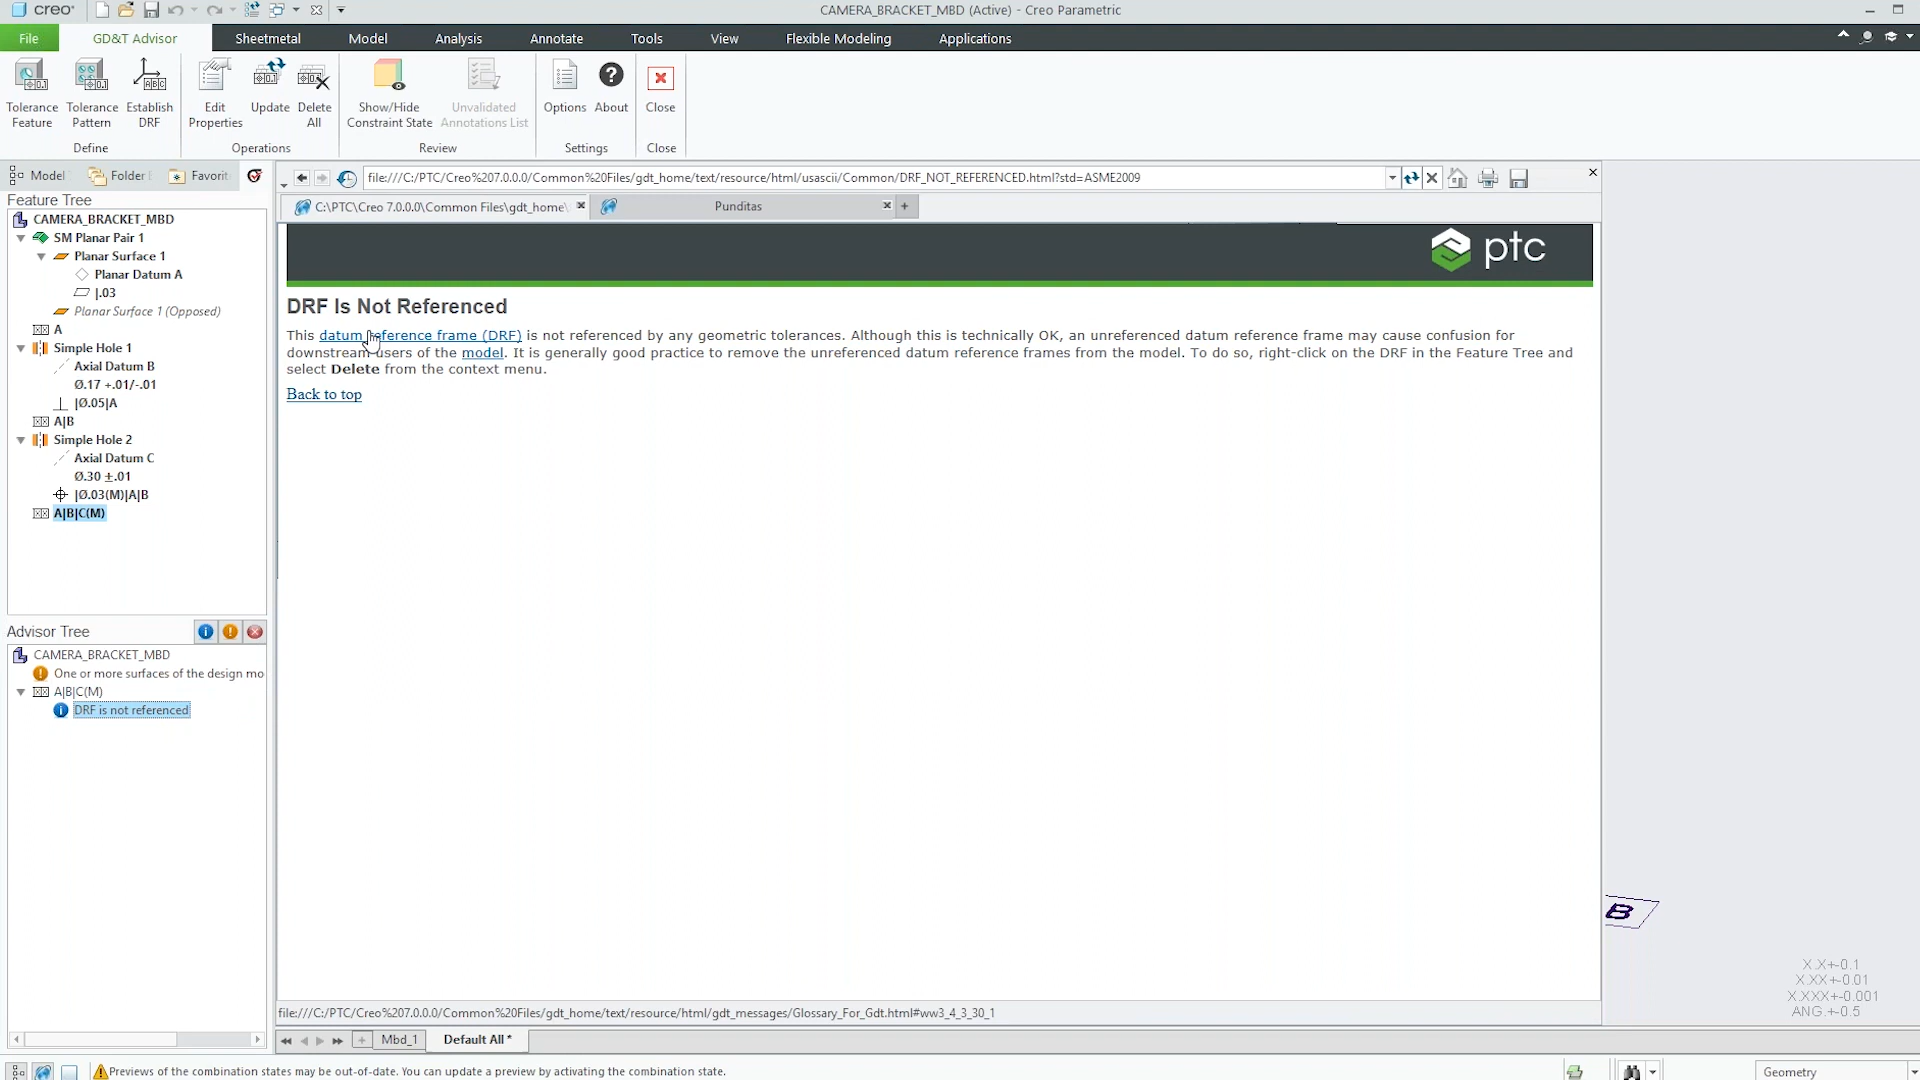 creo
CAMERA_BRACKET_MBD (Active) - Creo Parametric
File
GD&T Advisor
Sheetmetal
Model
Analysis
Annotate
Tools
View
Flexible Modeling
Applications
Tolerance Feature
Tolerance Pattern
Establish DRF
Edit Properties
Update
Delete All
Show/Hide Constraint State
Unvalidated Annotations List
Options
About
Close
Define
Operations
Review
Settings
Close
Model
Folder
Favorit
file:///C:/PTC/Creo%207.0.0.0/Common%20Files/gdt_home/text/resource/html/usascii/Common/DRF_NOT_REFERENCED.html?std=ASME2009
C:\PTC\Creo 7.0.0.0\Common Files\gdt_home\
Punditas
Feature Tree
CAMERA_BRACKET_MBD
SM Planar Pair 1
Planar Surface 1
Planar Datum A
|.03
Planar Surface 1 (Opposed)
A
Simple Hole 1
Axial Datum B
Ø.17 +.01/-.01
|Ø.05|A
A|B
Simple Hole 2
Axial Datum C
Ø.30 ±.01
|Ø.03(M)|A|B
A|B|C(M)
ptc
DRF Is Not Referenced
This datum reference frame (DRF) is not referenced by any geometric tolerances. Although this is technically OK, an unreferenced datum reference frame may cause confusion for
downstream users of the model. It is generally good practice to remove the unreferenced datum reference frames from the model. To do so, right-click on the DRF in the Feature Tree and
select Delete from the context menu.
Back to top
Advisor Tree
CAMERA_BRACKET_MBD
One or more surfaces of the design mo
A|B|C(M)
DRF is not referenced
B
X.X+-0.1
X.XX+-0.01
X.XXX+-0.001
ANG.+-0.5
file:///C:/PTC/Creo%207.0.0.0/Common%20Files/gdt_home/text/resource/html/gdt_messages/Glossary_For_Gdt.html#ww3_4_3_30_1
Mbd_1
Default All *
Previews of the combination states may be out-of-date. You can update a preview by activating the combination state.
Geometry